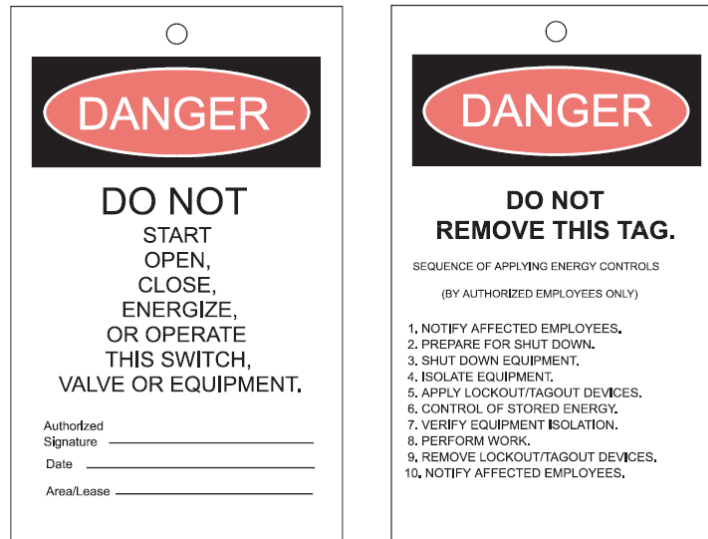 DANGER
DO NOT
START
OPEN,
CLOSE,
ENERGIZE,
OR OPERATE
THIS SWITCH,
VALVE OR EQUIPMENT.
Authorized
Signature
Date
Area/Lease
DANGER
DO NOT
REMOVE THIS TAG.
SEQUENCE OF APPLYING ENERGY CONTROLS
(BY AUTHORIZED EMPLOYEES ONLY)
1. NOTIFY AFFECTED EMPLOYEES.
2. PREPARE FOR SHUT DOWN.
3. SHUT DOWN EQUIPMENT.
4. ISOLATE EQUIPMENT.
5. APPLY LOCKOUT/TAGOUT DEVICES.
6. CONTROL OF STORED ENERGY.
7. VERIFY EQUIPMENT ISOLATION.
8. PERFORM WORK.
9. REMOVE LOCKOUT/TAGOUT DEVICES.
10. NOTIFY AFFECTED EMPLOYEES.